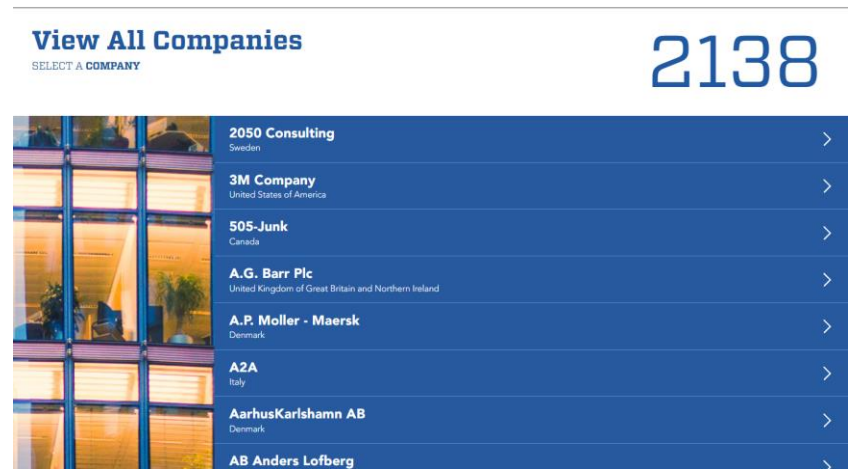 View All Companies
SELECT A COMPANY
2138
2050 Consulting
Sweden
3M Company
United States of America
505-Junk
Canada
A.G. Barr Plc
United Kingdom of Great Britain and Northern Ireland
A.P. Moller - Maersk
Denmark
A2A
Italy
AarhusKarlshamn AB
Denmark
AB Anders Lofberg